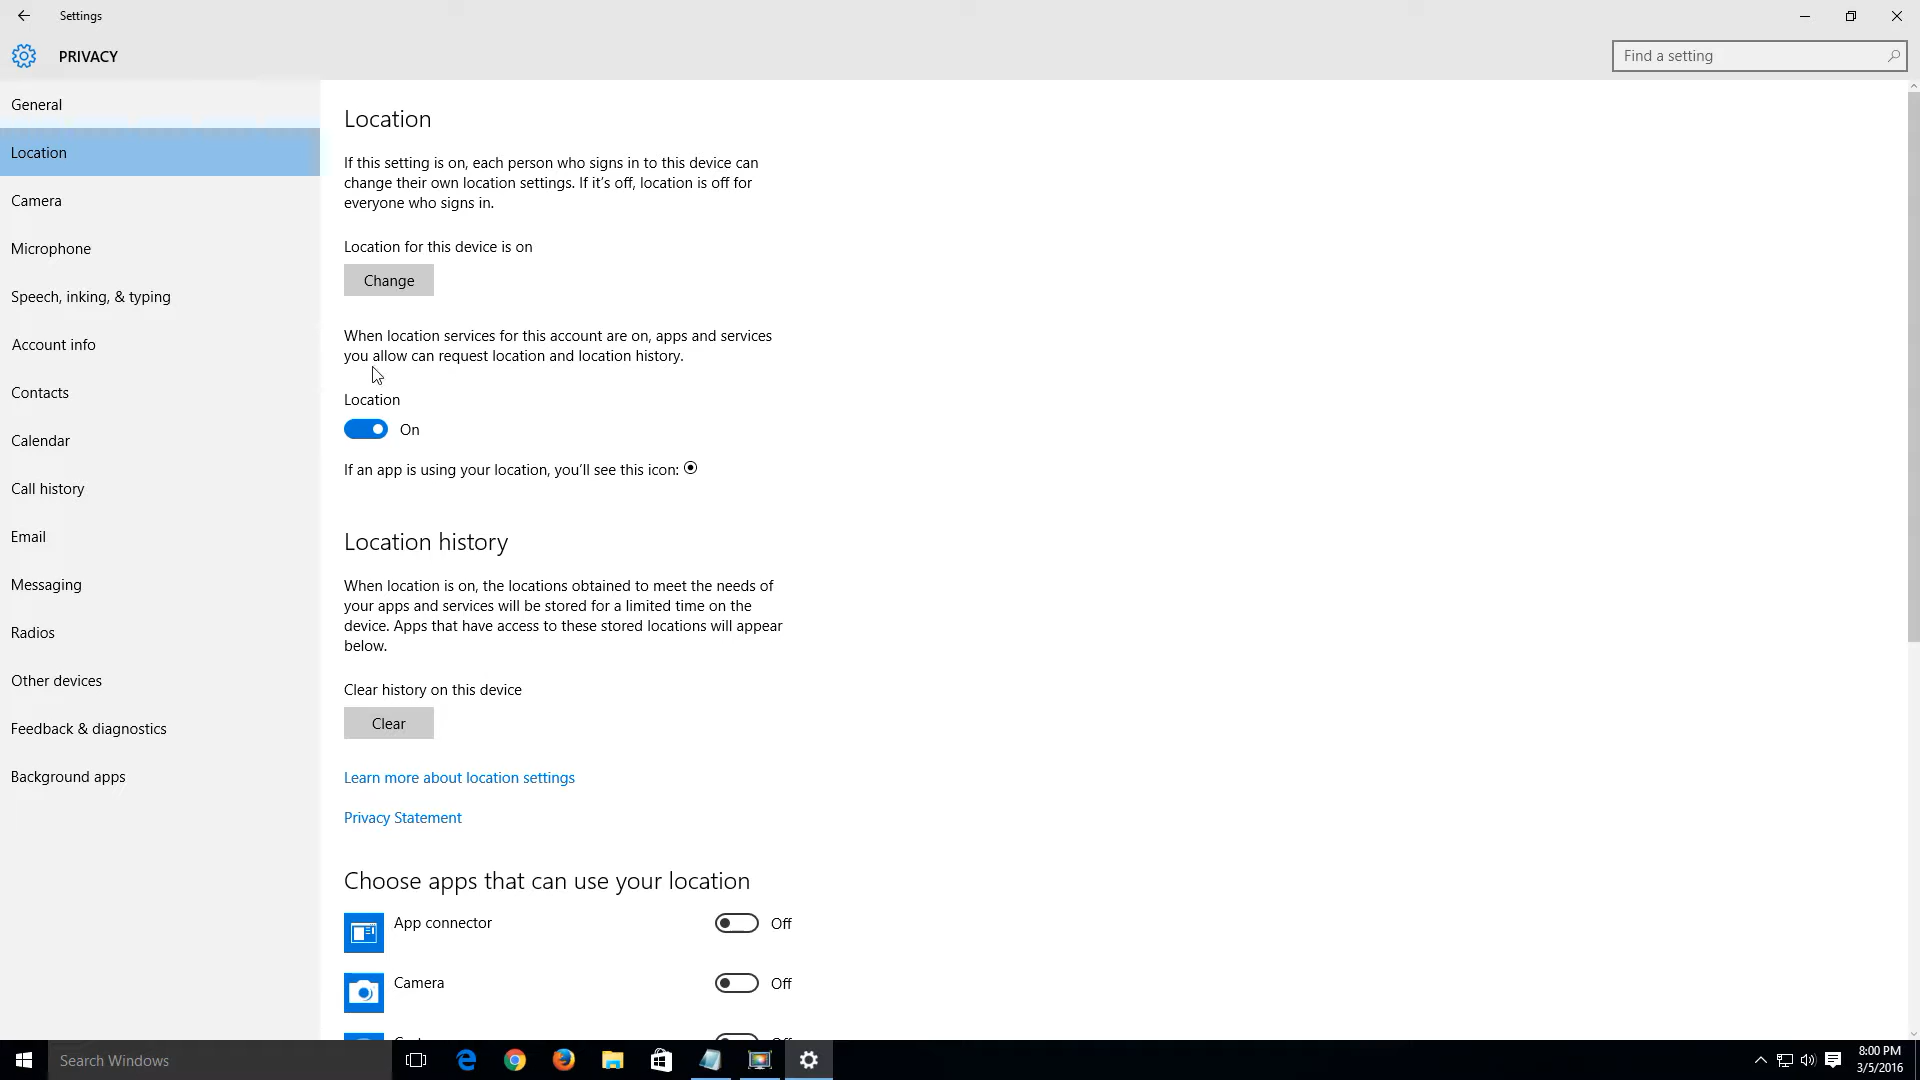 Settings
PRIVACY
Find a setting
General
Location
Camera
Microphone
Speech, inking, & typing
Account info
Contacts
Calendar
Call history
Email
Messaging
Radios
Other devices
Feedback & diagnostics
Background apps
Location
If this setting is on, each person who signs in to this device can
change their own location settings. If it's off, location is off for
everyone who signs in.
Location for this device is on
Change
When location services for this account are on, apps and services
you allow can request location and location history.
Location
On
If an app is using your location, you'll see this icon:
Location history
When location is on, the locations obtained to meet the needs of
your apps and services will be stored for a limited time on the
device. Apps that have access to these stored locations will appear
below.
Clear history on this device
Clear
Learn more about location settings
Privacy Statement
Choose apps that can use your location
App connector Off
Camera Off
Search Windows
8:00 PM
3/5/2016